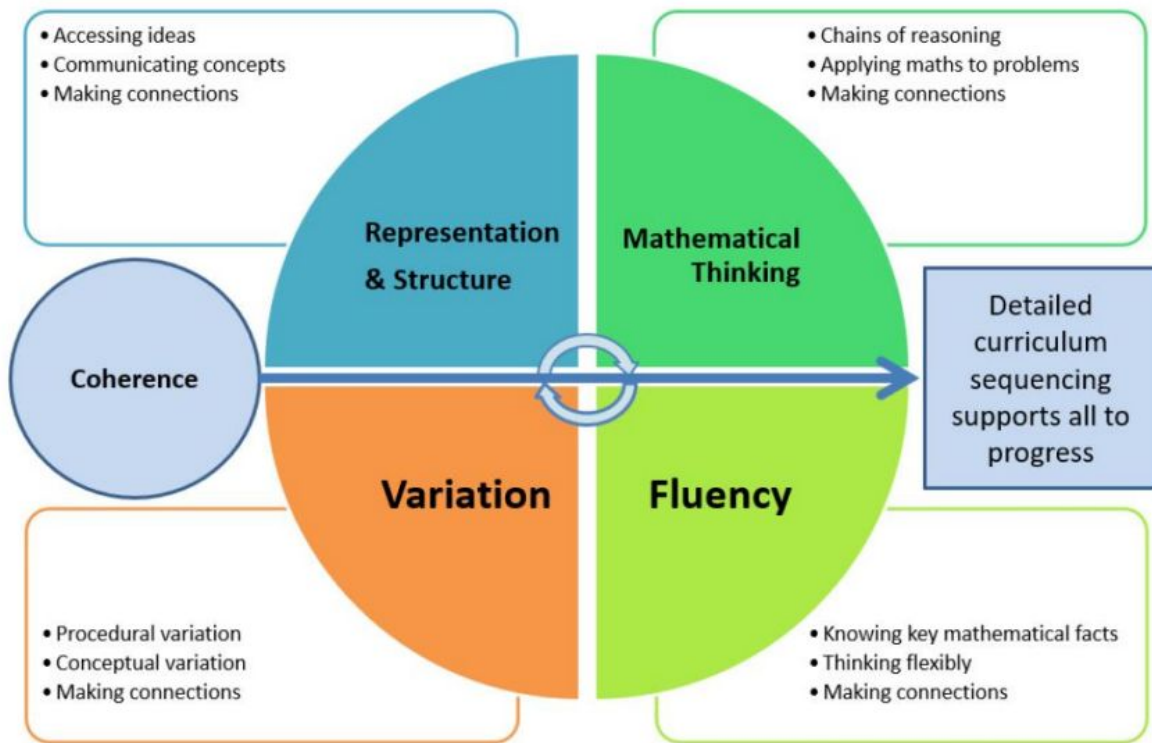 • Accessing ideas
• Communicating concepts
• Making connections
• Chains of reasoning
• Applying maths to problems
• Making connections
Representation
& Structure
Mathematical
Thinking
Coherence
Detailed
curriculum
sequencing
supports all to
progress
Variation
Fluency
• Procedural variation
• Conceptual variation
• Making connections
• Knowing key mathematical facts
• Thinking flexibly
• Making connections